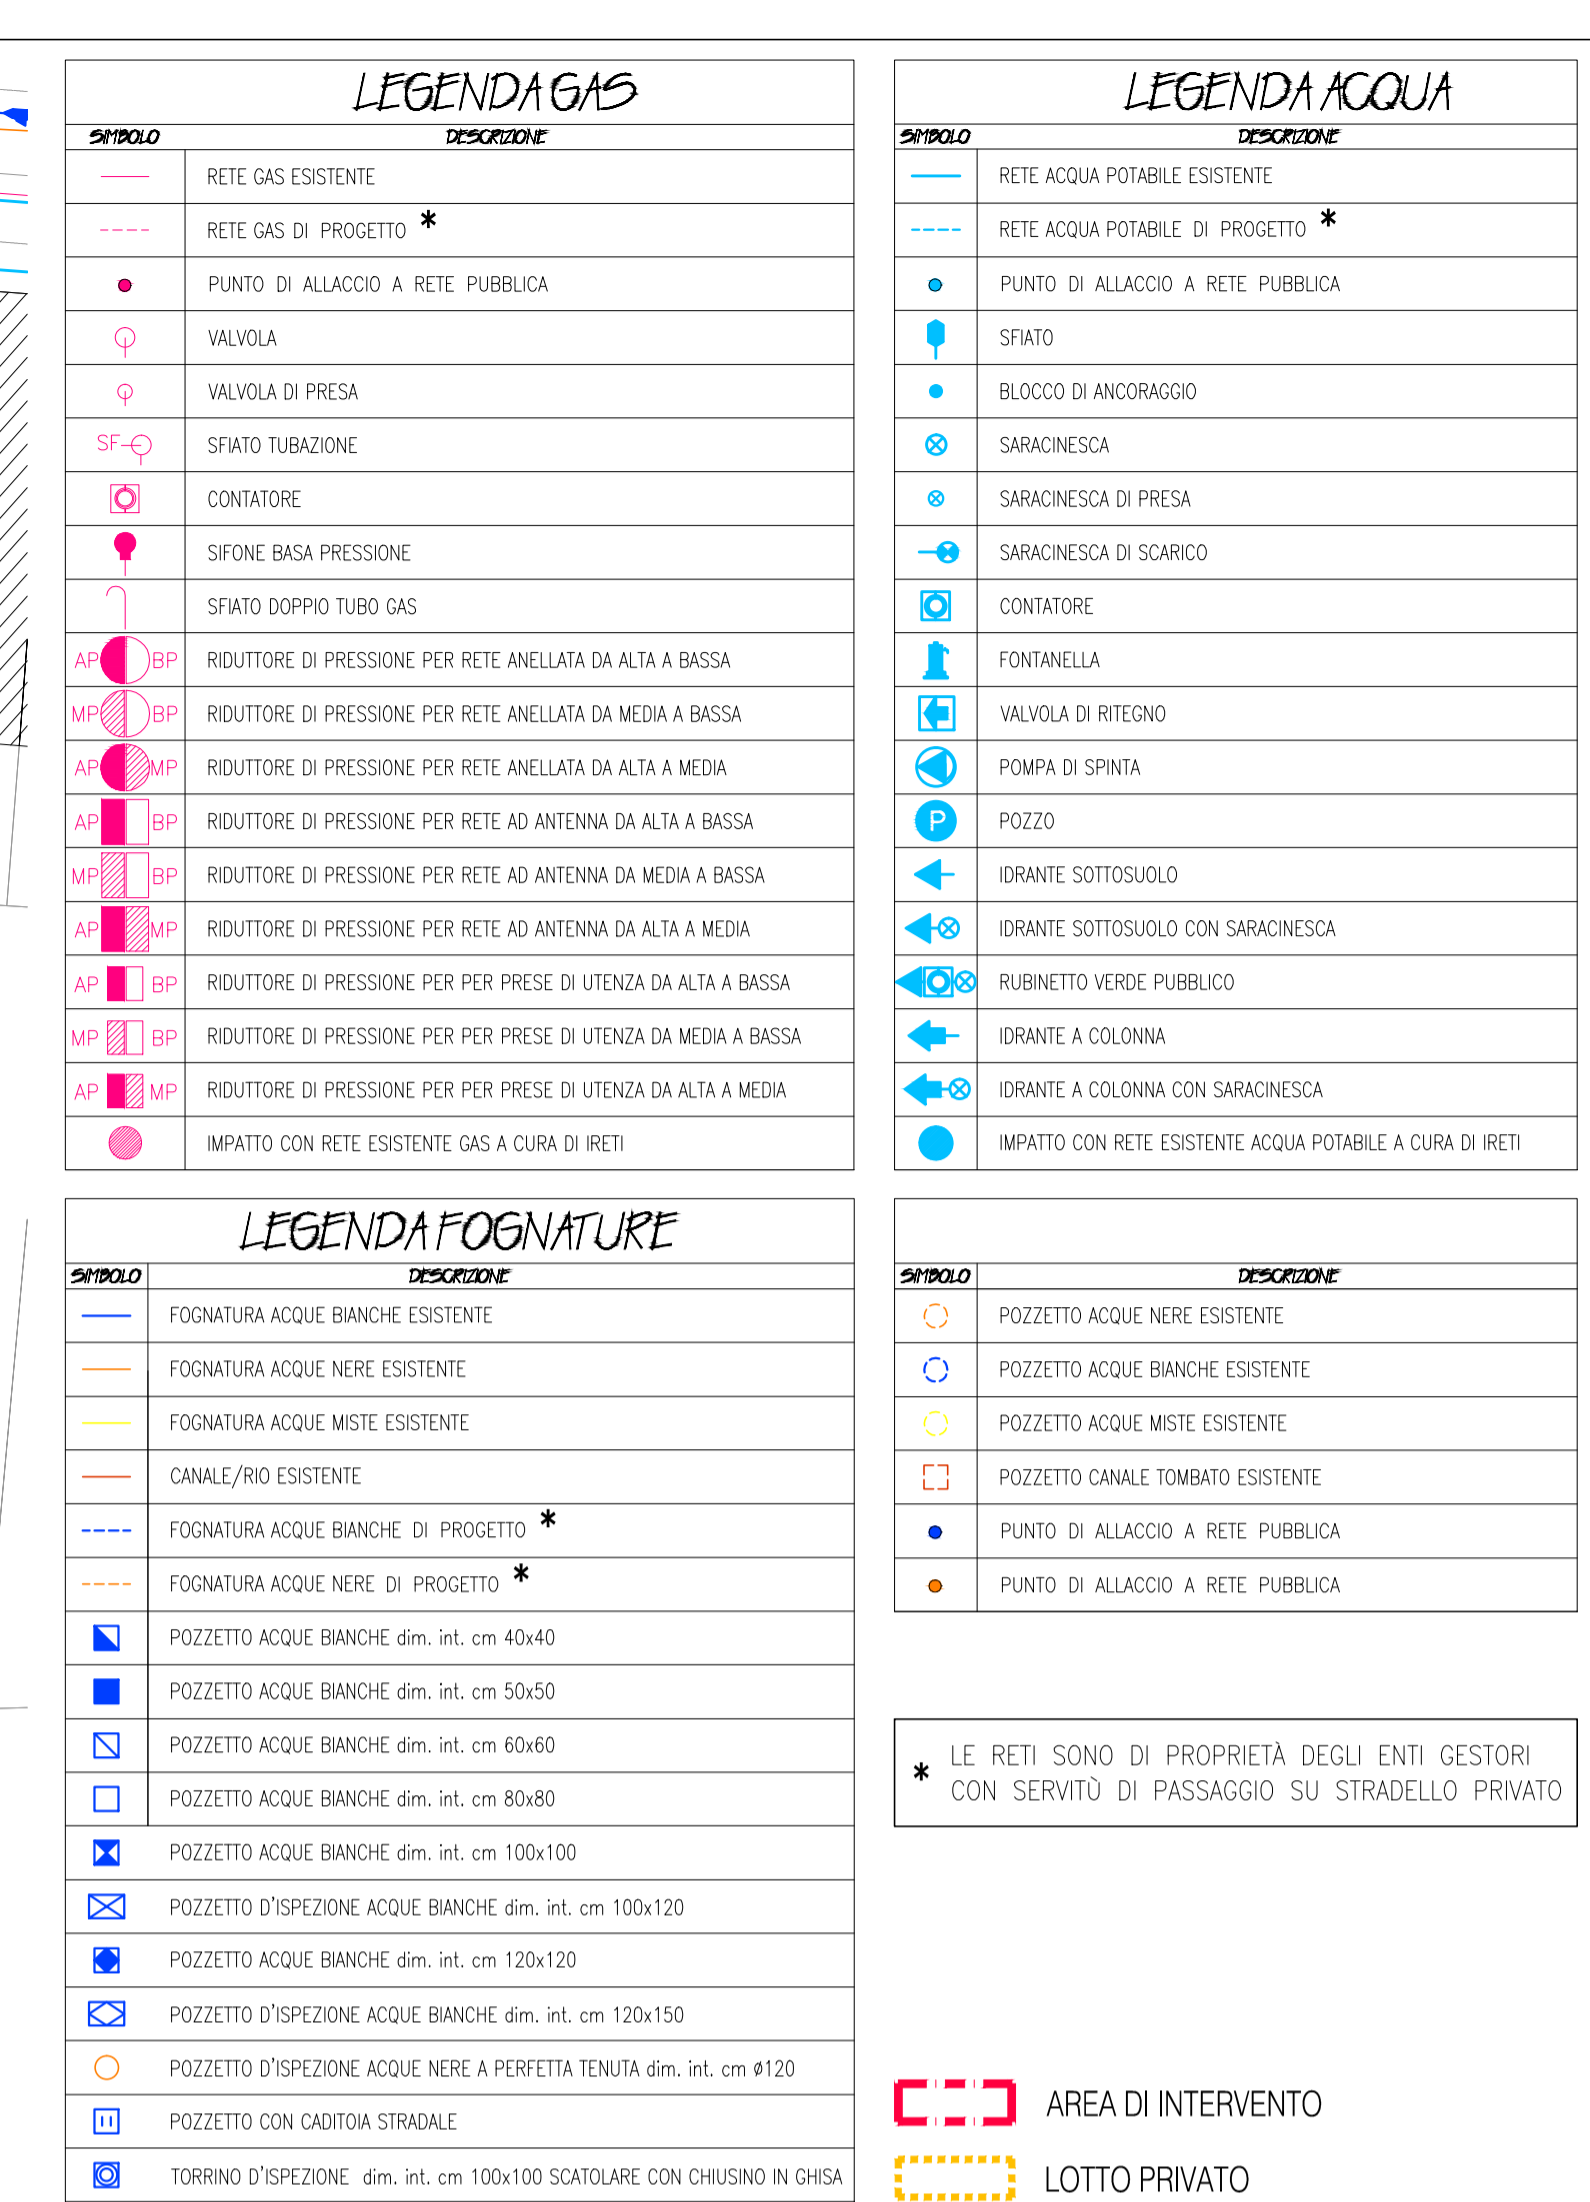 LEGENDA GAS
SIMBOLO DESCRIZIONE
RETE GAS ESISTENTE
RETE GAS DI PROGETTO *
PUNTO DI ALLACCIO A RETE PUBBLICA
VALVOLA
VALVOLA DI PRESA
SF SFIATO TUBAZIONE
CONTATORE
SIFONE BASA PRESSIONE
SFIATO DOPPIO TUBO GAS
AP BP RIDUTTORE DI PRESSIONE PER RETE ANELLATA DA ALTA A BASSA
MP BP RIDUTTORE DI PRESSIONE PER RETE ANELLATA DA MEDIA A BASSA
AP MP RIDUTTORE DI PRESSIONE PER RETE ANELLATA DA ALTA A MEDIA
AP BP RIDUTTORE DI PRESSIONE PER RETE AD ANTENNA DA ALTA A BASSA
MP BP RIDUTTORE DI PRESSIONE PER RETE AD ANTENNA DA MEDIA A BASSA
AP MP RIDUTTORE DI PRESSIONE PER RETE AD ANTENNA DA ALTA A MEDIA
AP BP RIDUTTORE DI PRESSIONE PER PER PRESE DI UTENZA DA ALTA A BASSA
MP BP RIDUTTORE DI PRESSIONE PER PER PRESE DI UTENZA DA MEDIA A BASSA
AP MP RIDUTTORE DI PRESSIONE PER PER PRESE DI UTENZA DA ALTA A MEDIA
IMPATTO CON RETE ESISTENTE GAS A CURA DI IRETI
LEGENDA ACQUA
SIMBOLO DESCRIZIONE
RETE ACQUA POTABILE ESISTENTE
RETE ACQUA POTABILE DI PROGETTO *
PUNTO DI ALLACCIO A RETE PUBBLICA
SFIATO
BLOCCO DI ANCORAGGIO
SARACINESCA
SARACINESCA DI PRESA
SARACINESCA DI SCARICO
CONTATORE
FONTANELLA
VALVOLA DI RITEGNO
POMPA DI SPINTA
P POZZO
IDRANTE SOTTOSUOLO
IDRANTE SOTTOSUOLO CON SARACINESCA
RUBINETTO VERDE PUBBLICO
IDRANTE A COLONNA
IDRANTE A COLONNA CON SARACINESCA
IMPATTO CON RETE ESISTENTE ACQUA POTABILE A CURA DI IRETI
LEGENDA FOGNATURE
SIMBOLO DESCRIZIONE
FOGNATURA ACQUE BIANCHE ESISTENTE
FOGNATURA ACQUE NERE ESISTENTE
FOGNATURA ACQUE MISTE ESISTENTE
CANALE/RIO ESISTENTE
FOGNATURA ACQUE BIANCHE DI PROGETTO *
FOGNATURA ACQUE NERE DI PROGETTO *
POZZETTO ACQUE BIANCHE dim. int. cm 40x40
POZZETTO ACQUE BIANCHE dim. int. cm 50x50
POZZETTO ACQUE BIANCHE dim. int. cm 60x60
POZZETTO ACQUE BIANCHE dim. int. cm 80x80
POZZETTO ACQUE BIANCHE dim. int. cm 100x100
POZZETTO D'ISPEZIONE ACQUE BIANCHE dim. int. cm 100x120
POZZETTO ACQUE BIANCHE dim. int. cm 120x120
POZZETTO D'ISPEZIONE ACQUE BIANCHE dim. int. cm 120x150
POZZETTO D'ISPEZIONE ACQUE NERE A PERFETTA TENUTA dim. int. cm ø120
POZZETTO CON CADITOIA STRADALE
TORRINO D'ISPEZIONE dim. int. cm 100x100 SCATOLARE CON CHIUSINO IN GHISA
SIMBOLO DESCRIZIONE
POZZETTO ACQUE NERE ESISTENTE
POZZETTO ACQUE BIANCHE ESISTENTE
POZZETTO ACQUE MISTE ESISTENTE
POZZETTO CANALE TOMBATO ESISTENTE
PUNTO DI ALLACCIO A RETE PUBBLICA
PUNTO DI ALLACCIO A RETE PUBBLICA
* LE RETI SONO DI PROPRIETÀ DEGLI ENTI GESTORI
CON SERVITÙ DI PASSAGGIO SU STRADELLO PRIVATO
AREA DI INTERVENTO
LOTTO PRIVATO